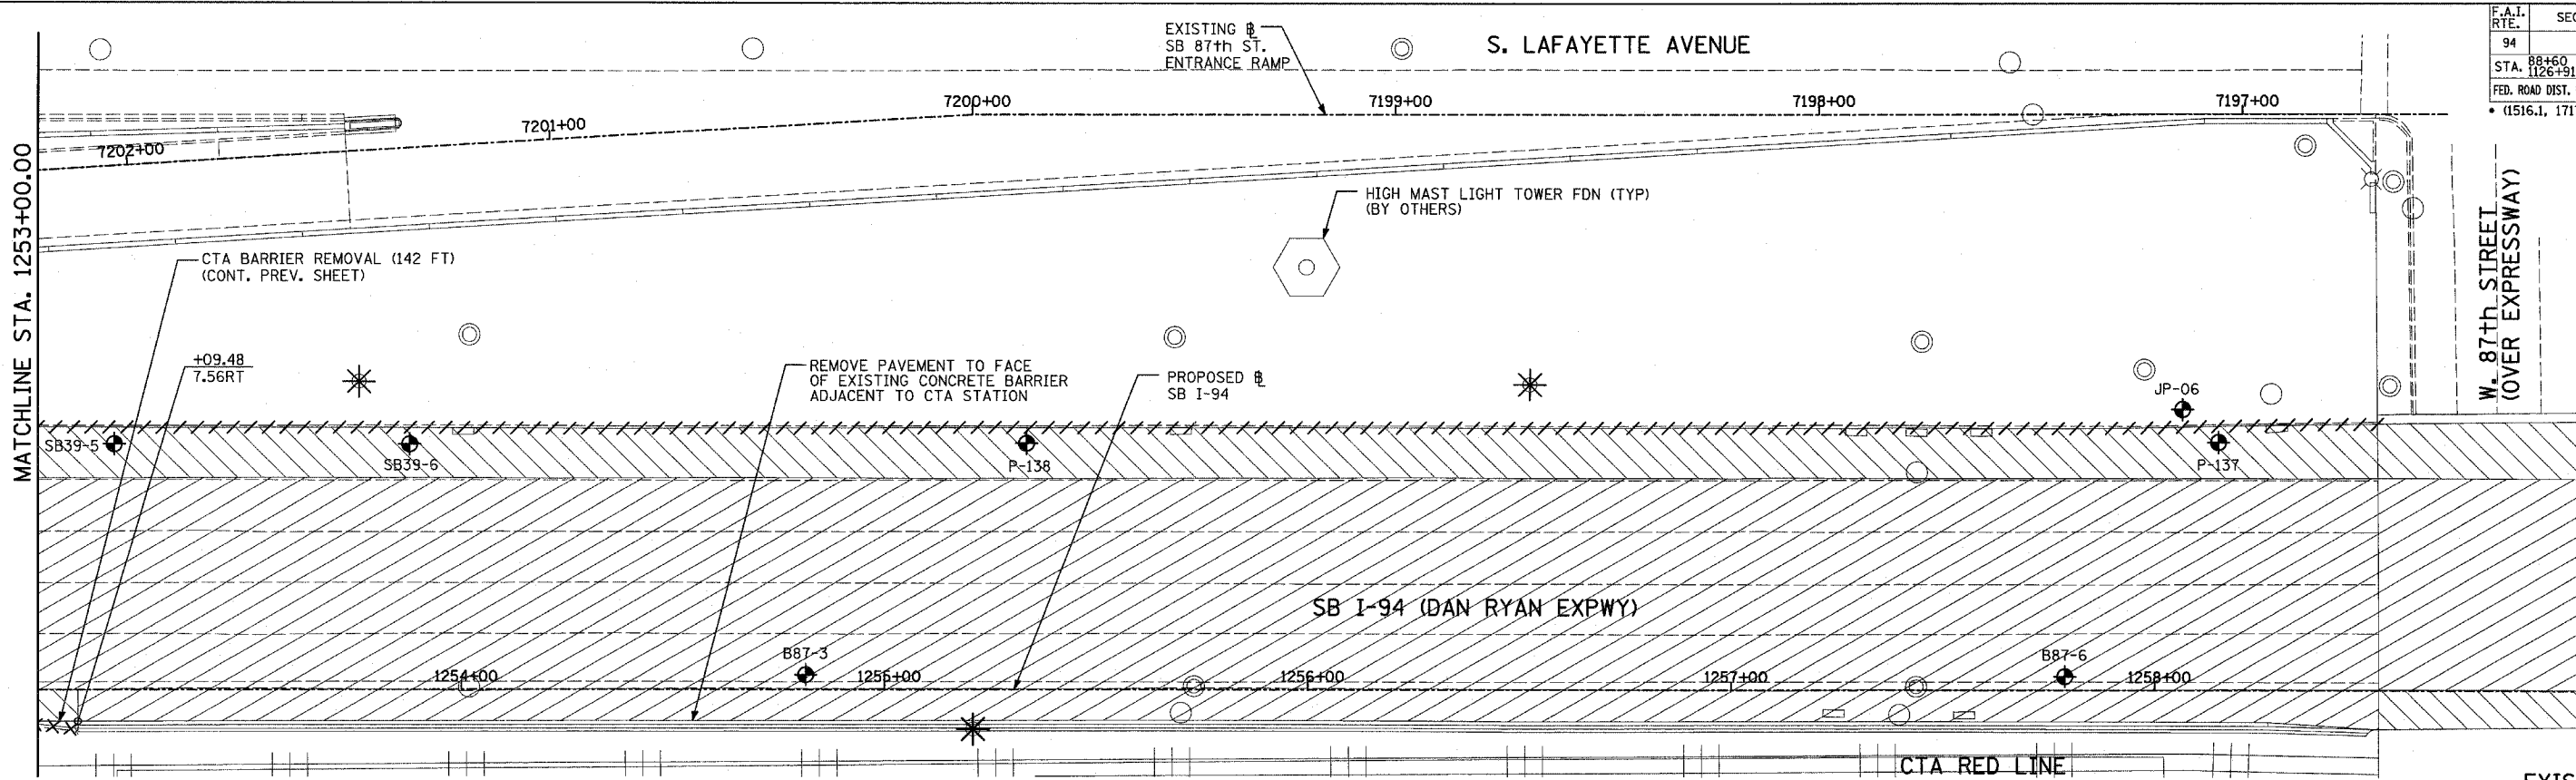 F.A.I.
RTE.
94
STA. 88+60
1126+91
FED. ROAD DIST.
EXISTING ℄
SB 87th ST.
ENTRANCE RAMP
S. LAFAYETTE AVENUE
7202+00
7201+00
7200+00
7199+00
7198+00
7197+00
MATCHLINE STA. 1253+00.00
W. 87th STREET
(OVER EXPRESSWAY)
HIGH MAST LIGHT TOWER FDN (TYP)
(BY OTHERS)
CTA BARRIER REMOVAL (142 FT)
(CONT. PREV. SHEET)
+09.48
7.56RT
REMOVE PAVEMENT TO FACE
OF EXISTING CONCRETE BARRIER
ADJACENT TO CTA STATION
PROPOSED ℄
SB I-94
JP-06
SB39-5
SB39-6
P-138
P-137
SB I-94 (DAN RYAN EXPWY)
B87-3
B87-6
1254+00
1255+00
1256+00
1257+00
1258+00
CTA RED LINE